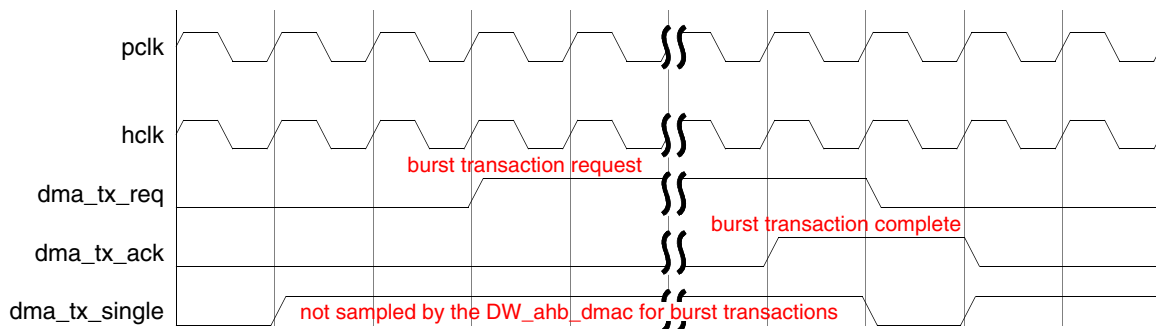 pclk
hclk
burst transaction request
dma_tx_req
burst transaction complete
dma_tx_ack
dma_tx_single
not sampled by the DW_ahb_dmac for burst transactions